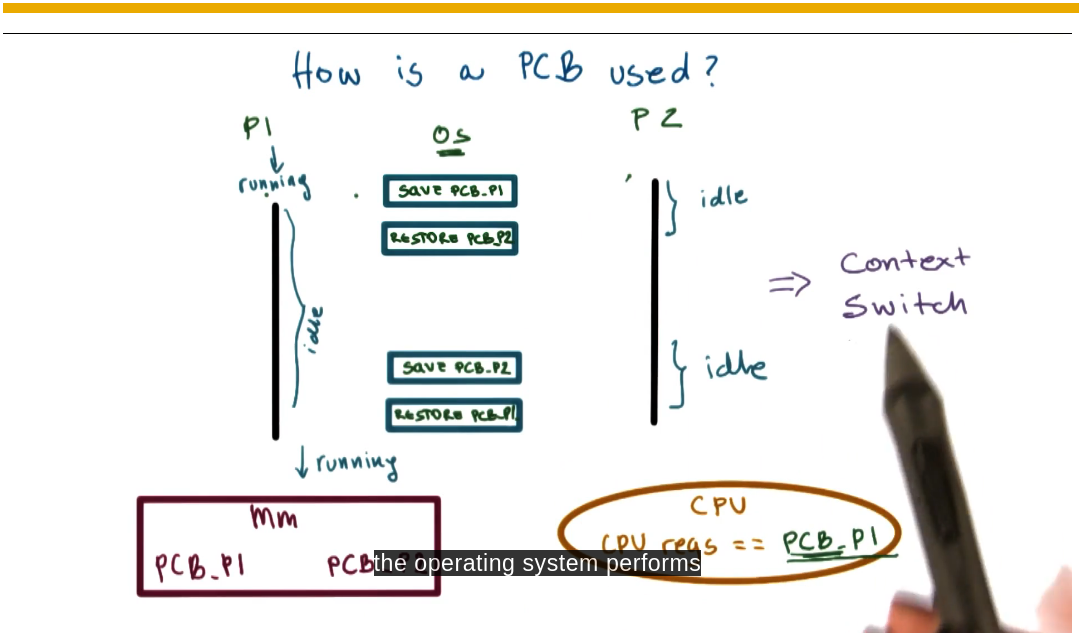 How is a PCB used?
P1
OS
P2
running
SAVE PCB_P1
idle
RESTORE PCB_P2
Context
Switch
idle
SAVE PCB_P2
idle
RESTORE PCB_P1
running
mm
CPU
PCB_P1 PCB
CPU regs == PCB_P1
the operating system performs